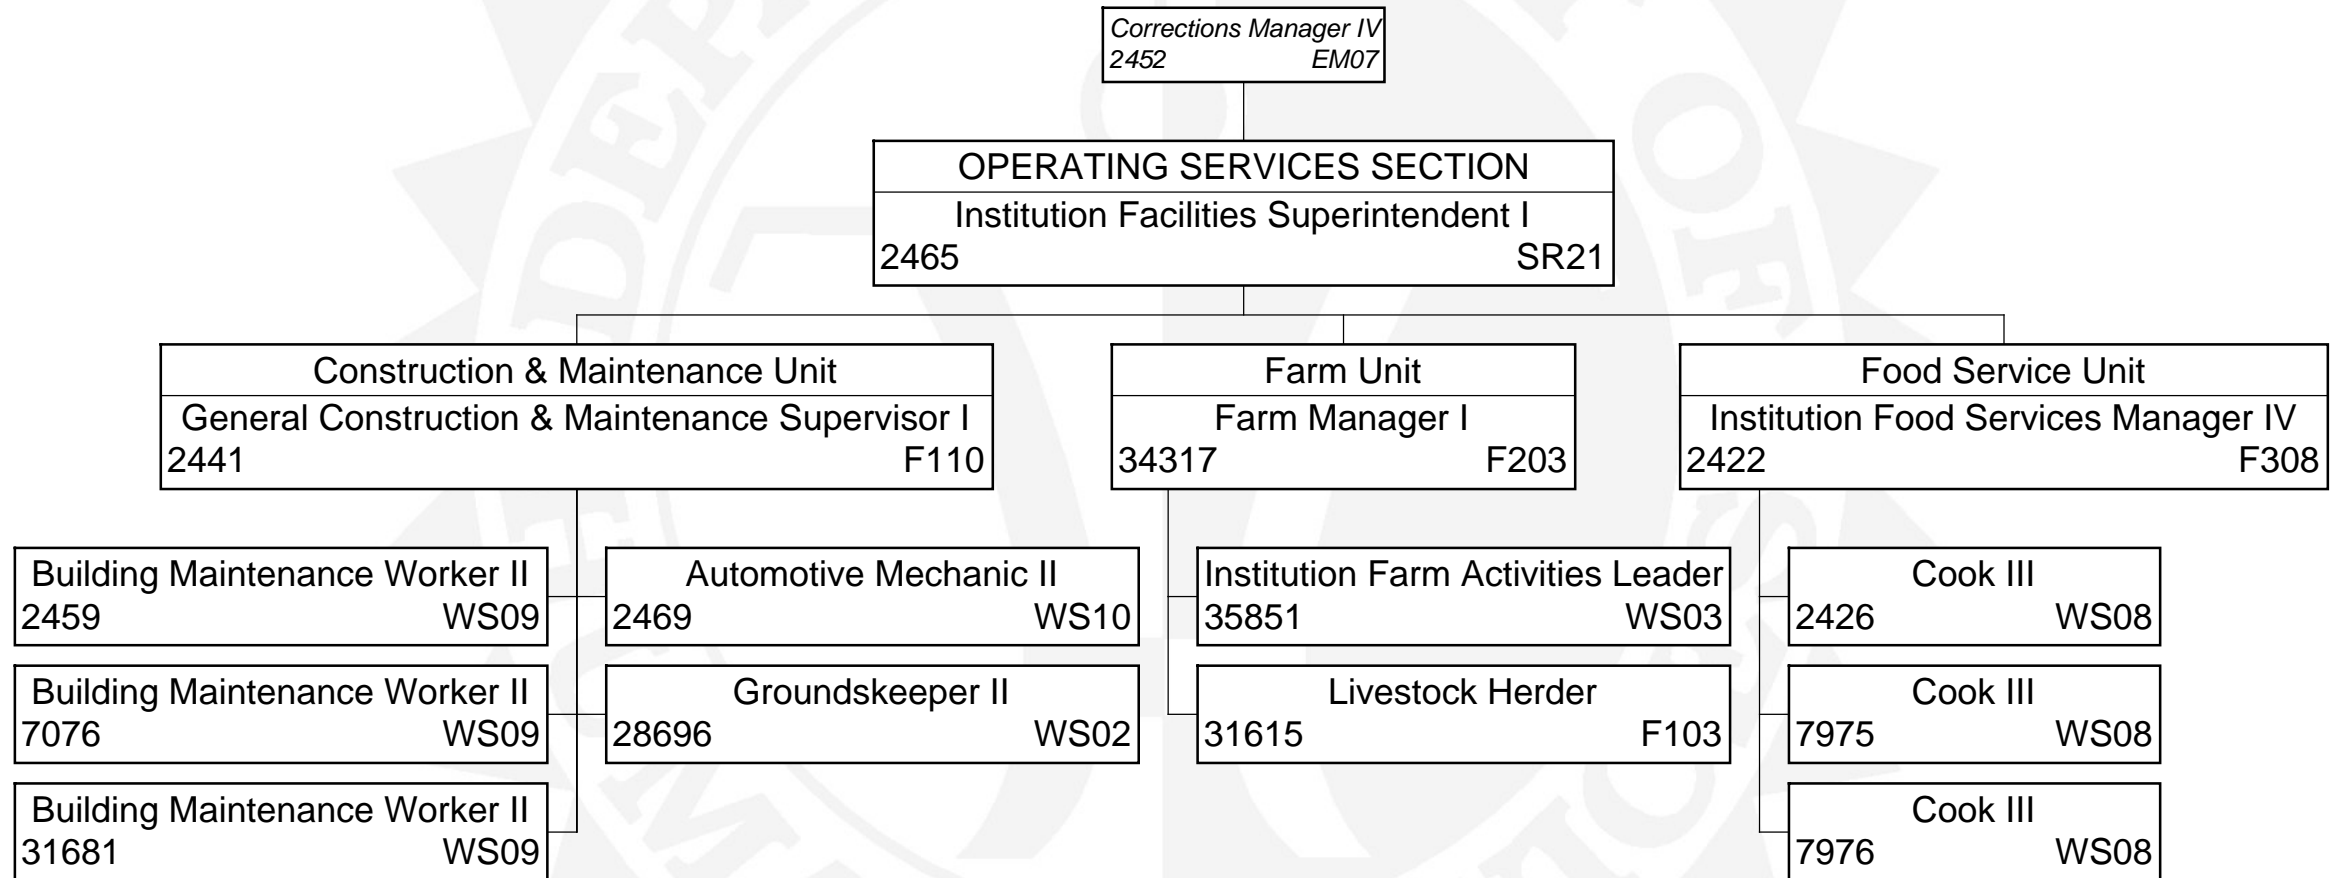 Corrections Manager IV
2452 EM07
OPERATING SERVICES SECTION
Institution Facilities Superintendent I
2465 SR21
Construction & Maintenance Unit
General Construction & Maintenance Supervisor I
2441 F110
Farm Unit
Farm Manager I
34317 F203
Food Service Unit
Institution Food Services Manager IV
2422 F308
Building Maintenance Worker II
2459 WS09
Building Maintenance Worker II
7076 WS09
Building Maintenance Worker II
31681 WS09
Automotive Mechanic II
2469 WS10
Groundskeeper II
28696 WS02
Institution Farm Activities Leader
35851 WS03
Livestock Herder
31615 F103
Cook III
2426 WS08
Cook III
7975 WS08
Cook III
7976 WS08